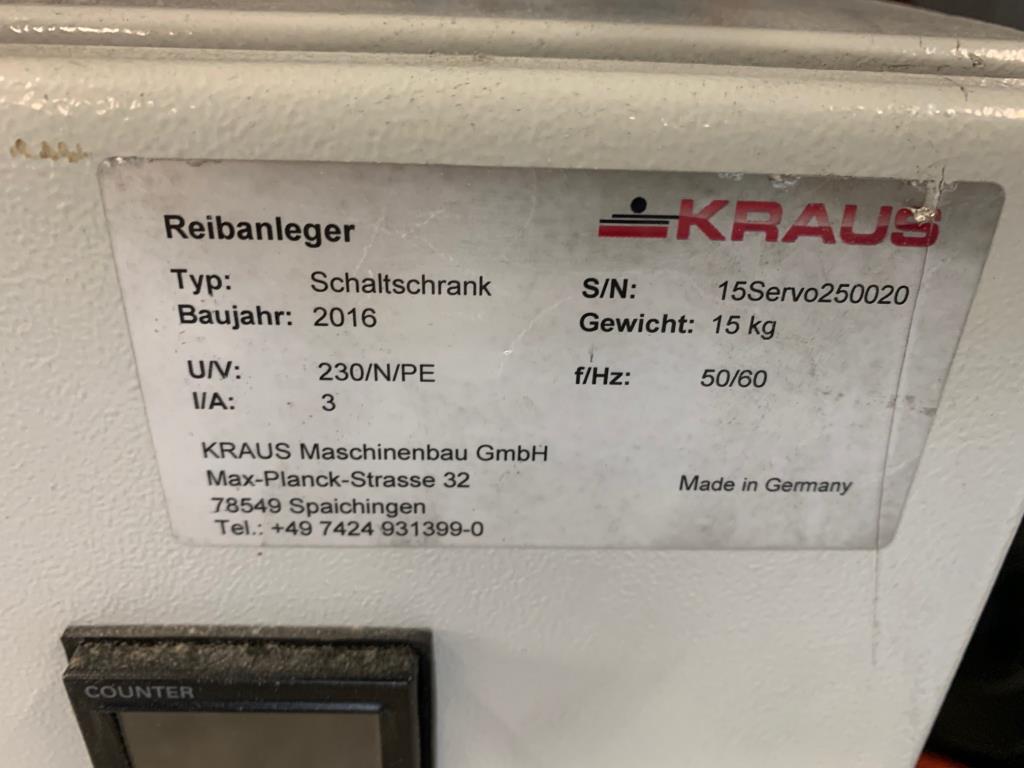 Reibanleger
KRAUS
Typ: Schaltschrank S/N: 15Servo250020
Baujahr: 2016 Gewicht: 15 kg
U/V: 230/N/PE f/Hz: 50/60
I/A: 3
KRAUS Maschinenbau GmbH
Max-Planck-Strasse 32
78549 Spaichingen
Tel.: +49 7424 931399-0
Made in Germany
COUNTER